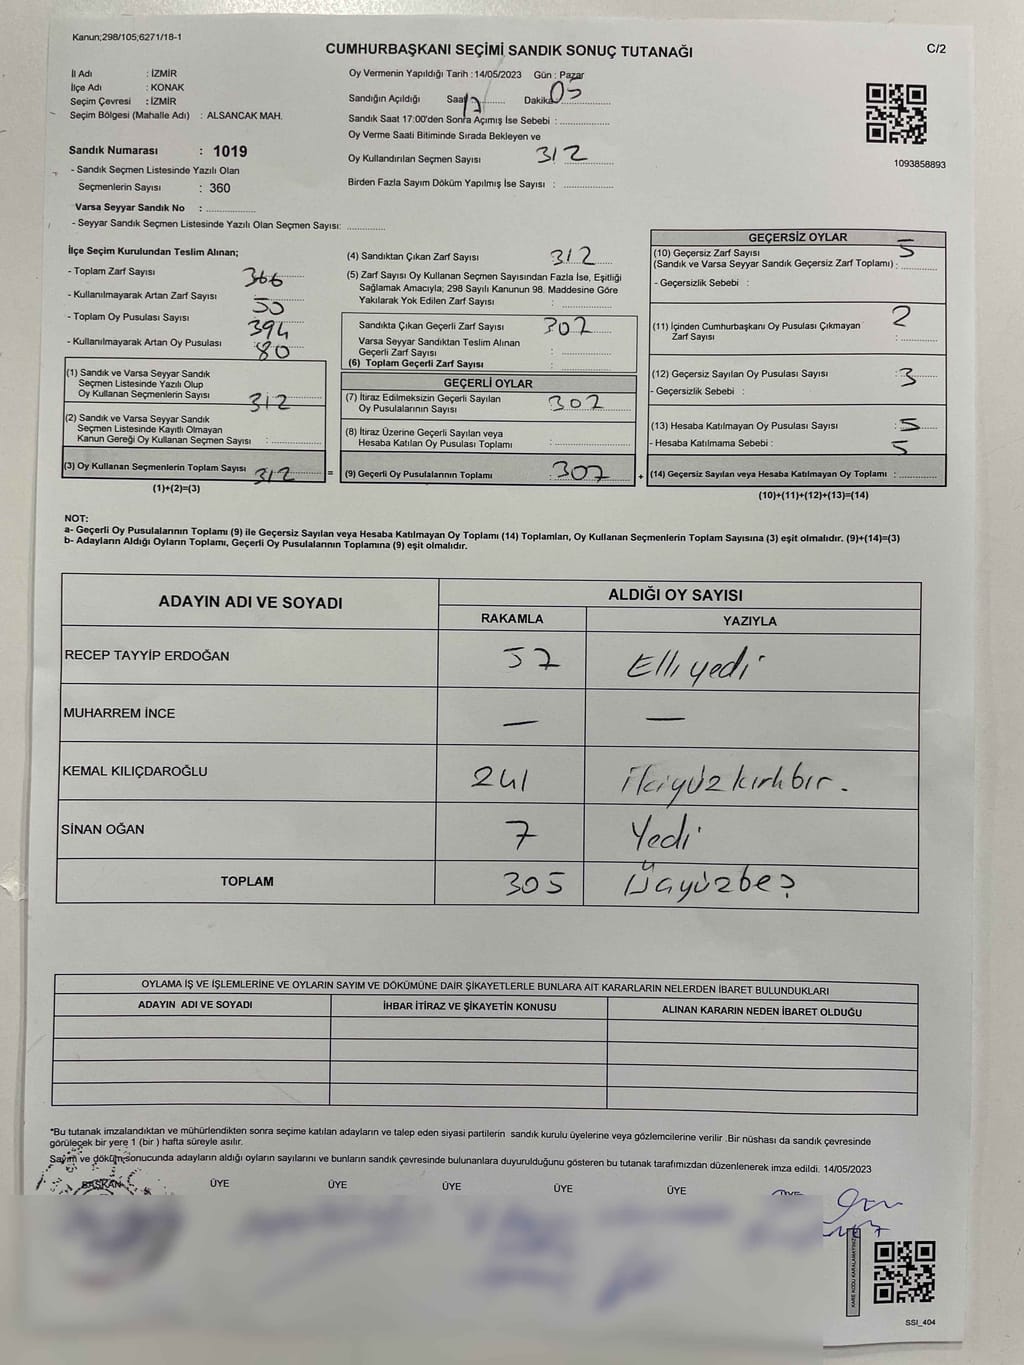 Kanun;298/105;6271/18-1
CUMHURBAŞKANI SEÇİMİ SANDIK SONUÇ TUTANAĞI
C/2
İl Adı : İZMİR
İlçe Adı : KONAK
Seçim Çevresi : İZMİR
Seçim Bölgesi (Mahalle Adı) : ALSANCAK MAH.
Sandık Numarası : 1019
- Sandık Seçmen Listesinde Yazılı Olan
Seçmenlerin Sayısı : 360
Varsa Seyyar Sandık No :
- Seyyar Sandık Seçmen Listesinde Yazılı Olan Seçmen Sayısı:
Oy Vermenin Yapıldığı Tarih : 14/05/2023 Gün : Pazar
Sandığın Açıldığı Saat 17 Dakika 05
Sandık Saat 17:00'den Sonra Açımış İse Sebebi :
Oy Verme Saati Bitiminde Sırada Bekleyen ve
Oy Kullandırılan Seçmen Sayısı 312
Birden Fazla Sayım Döküm Yapılmış İse Sayısı :
1093858893
İlçe Seçim Kurulundan Teslim Alınan;
- Toplam Zarf Sayısı 366
- Kullanılmayarak Artan Zarf Sayısı 55
- Toplam Oy Pusulası Sayısı 394
- Kullanılmayarak Artan Oy Pusulası 80
(1) Sandık ve Varsa Seyyar Sandık
Seçmen Listesinde Yazılı Olup
Oy Kullanan Seçmenlerin Sayısı 312
(2) Sandık ve Varsa Seyyar Sandık
Seçmen Listesinde Kayıtlı Olmayan
Kanun Gereği Oy Kullanan Seçmen Sayısı :
(3) Oy Kullanan Seçmenlerin Toplam Sayısı 312 =
(1)+(2)=(3)
(4) Sandıktan Çıkan Zarf Sayısı 312
(5) Zarf Sayısı Oy Kullanan Seçmen Sayısından Fazla İse, Eşitliği
Sağlamak Amacıyla; 298 Sayılı Kanunun 98. Maddesine Göre
Yakılarak Yok Edilen Zarf Sayısı :
Sandıkta Çıkan Geçerli Zarf Sayısı 307
Varsa Seyyar Sandıktan Teslim Alınan
Geçerli Zarf Sayısı :
(6) Toplam Geçerli Zarf Sayısı :
GEÇERLİ OYLAR
(7) İtiraz Edilmeksizin Geçerli Sayılan
Oy Pusulalarının Sayısı 307
(8) İtiraz Üzerine Geçerli Sayılan veya
Hesaba Katılan Oy Pusulası Toplamı :
(9) Geçerli Oy Pusulalarının Toplamı 307 +
GEÇERSİZ OYLAR
(10) Geçersiz Zarf Sayısı 5
(Sandık ve Varsa Seyyar Sandık Geçersiz Zarf Toplamı) :
- Geçersizlik Sebebi :
(11) İçinden Cumhurbaşkanı Oy Pusulası Çıkmayan 2
Zarf Sayısı :
(12) Geçersiz Sayılan Oy Pusulası Sayısı : 3
- Geçersizlik Sebebi :
(13) Hesaba Katılmayan Oy Pusulası Sayısı : 5
- Hesaba Katılmama Sebebi : 5
(14) Geçersiz Sayılan veya Hesaba Katılmayan Oy Toplamı :
(10)+(11)+(12)+(13)=(14)
NOT:
a- Geçerli Oy Pusulalarının Toplamı (9) ile Geçersiz Sayılan veya Hesaba Katılmayan Oy Toplamı (14) Toplamları, Oy Kullanan Seçmenlerin Toplam Sayısına (3) eşit olmalıdır. (9)+(14)=(3)
b- Adayların Aldığı Oyların Toplamı, Geçerli Oy Pusulalarının Toplamına (9) eşit olmalıdır.
ADAYIN ADI VE SOYADI
ALDIĞI OY SAYISI
RAKAMLA YAZIYLA
RECEP TAYYİP ERDOĞAN 57 Elli yedi
MUHARREM İNCE — —
KEMAL KILIÇDAROĞLU 241 ikiyüz kırkbir.
SİNAN OĞAN 7 Yedi
TOPLAM 305 Üçyüzbeş
OYLAMA İŞ VE İŞLEMLERİNE VE OYLARIN SAYIM VE DÖKÜMÜNE DAİR ŞİKAYETLERLE BUNLARA AİT KARARLARIN NELERDEN İBARET BULUNDUKLARI
ADAYIN ADI VE SOYADI İHBAR İTİRAZ VE ŞİKAYETİN KONUSU ALINAN KARARIN NEDEN İBARET OLDUĞU
*Bu tutanak imzalandıktan ve mühürlendikten sonra seçime katılan adayların ve talep eden siyasi partilerin sandık kurulu üyelerine veya gözlemcilerine verilir .Bir nüshası da sandık çevresinde
görülecek bir yere 1 (bir ) hafta süreyle asılır.
Sayım ve döküm sonucunda adayların aldığı oyların sayılarını ve bunların sandık çevresinde bulunanlara duyurulduğunu gösteren bu tutanak tarafımızdan düzenlenerek imza edildi. 14/05/2023
BAŞKAN ÜYE ÜYE ÜYE ÜYE ÜYE
KARE KODU KARALAMAYINIZ
SSI_404